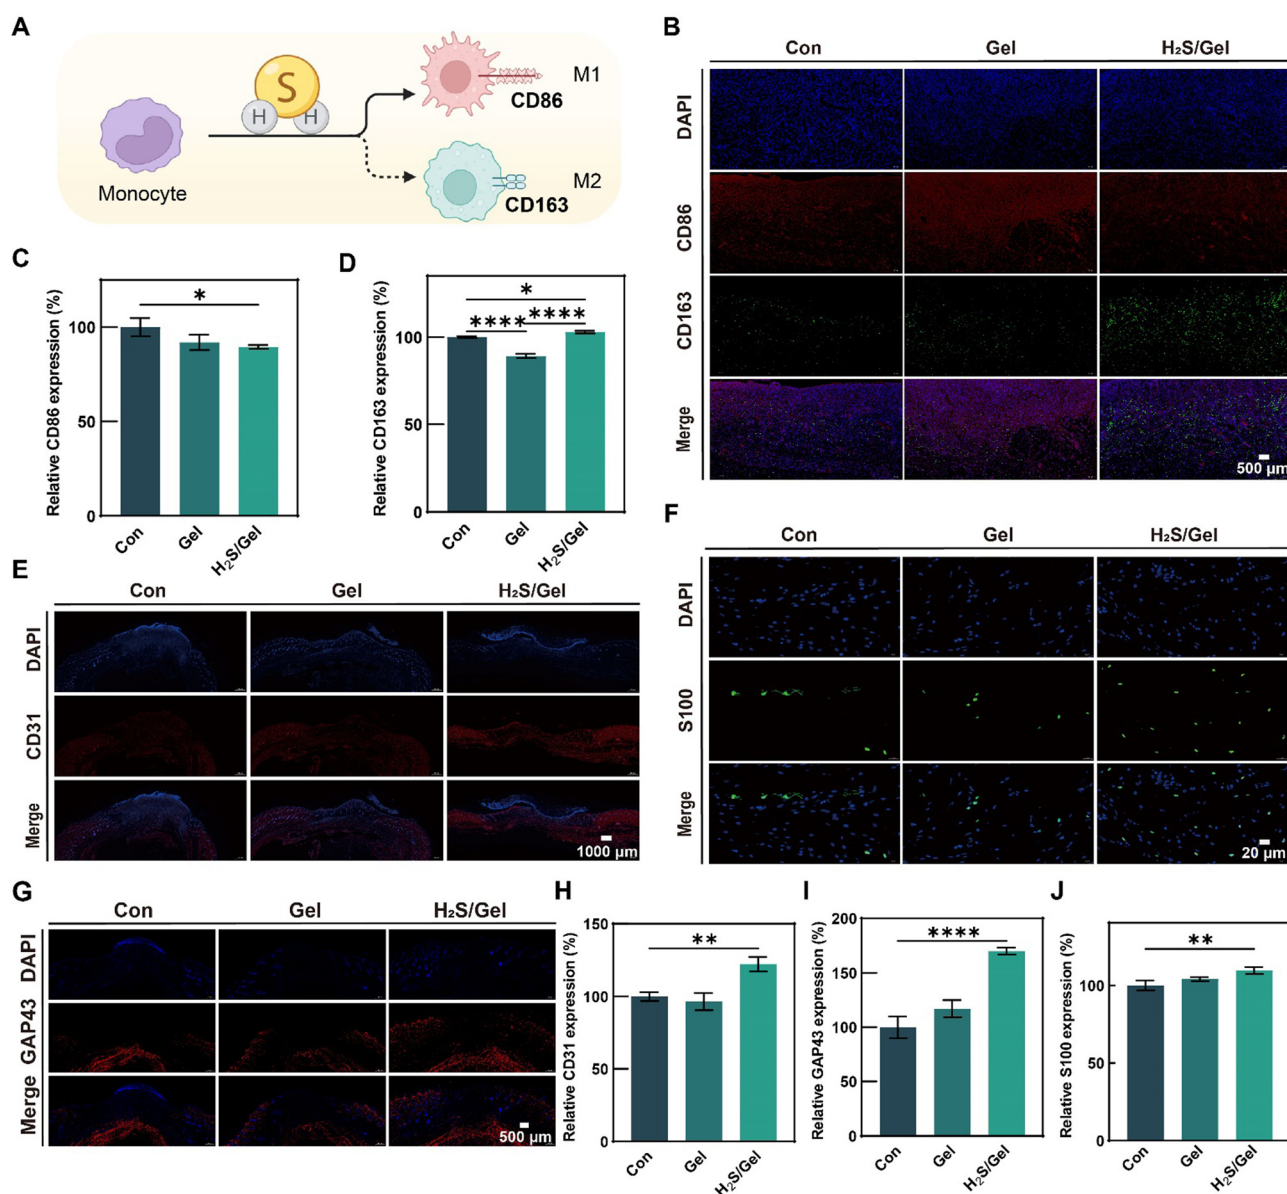 A
S
H
H
Monocyte
M1
CD86
M2
CD163
B
Con
Gel
H₂S/Gel
DAPI
CD86
CD163
Merge
500 µm
C
Relative CD86 expression (%)
100
50
0
*
Con
Gel
H₂S/Gel
D
Relative CD163 expression (%)
100
50
0
*
****
****
Con
Gel
H₂S/Gel
E
Con
Gel
H₂S/Gel
DAPI
CD31
Merge
1000 µm
F
Con
Gel
H₂S/Gel
DAPI
S100
Merge
20 µm
G
Con
Gel
H₂S/Gel
DAPI
GAP43
Merge
500 µm
H
Relative CD31 expression (%)
150
100
50
0
**
Con
Gel
H₂S/Gel
I
Relative GAP43 expression (%)
200
150
100
50
0
****
Con
Gel
H₂S/Gel
J
Relative S100 expression (%)
100
50
0
**
Con
Gel
H₂S/Gel